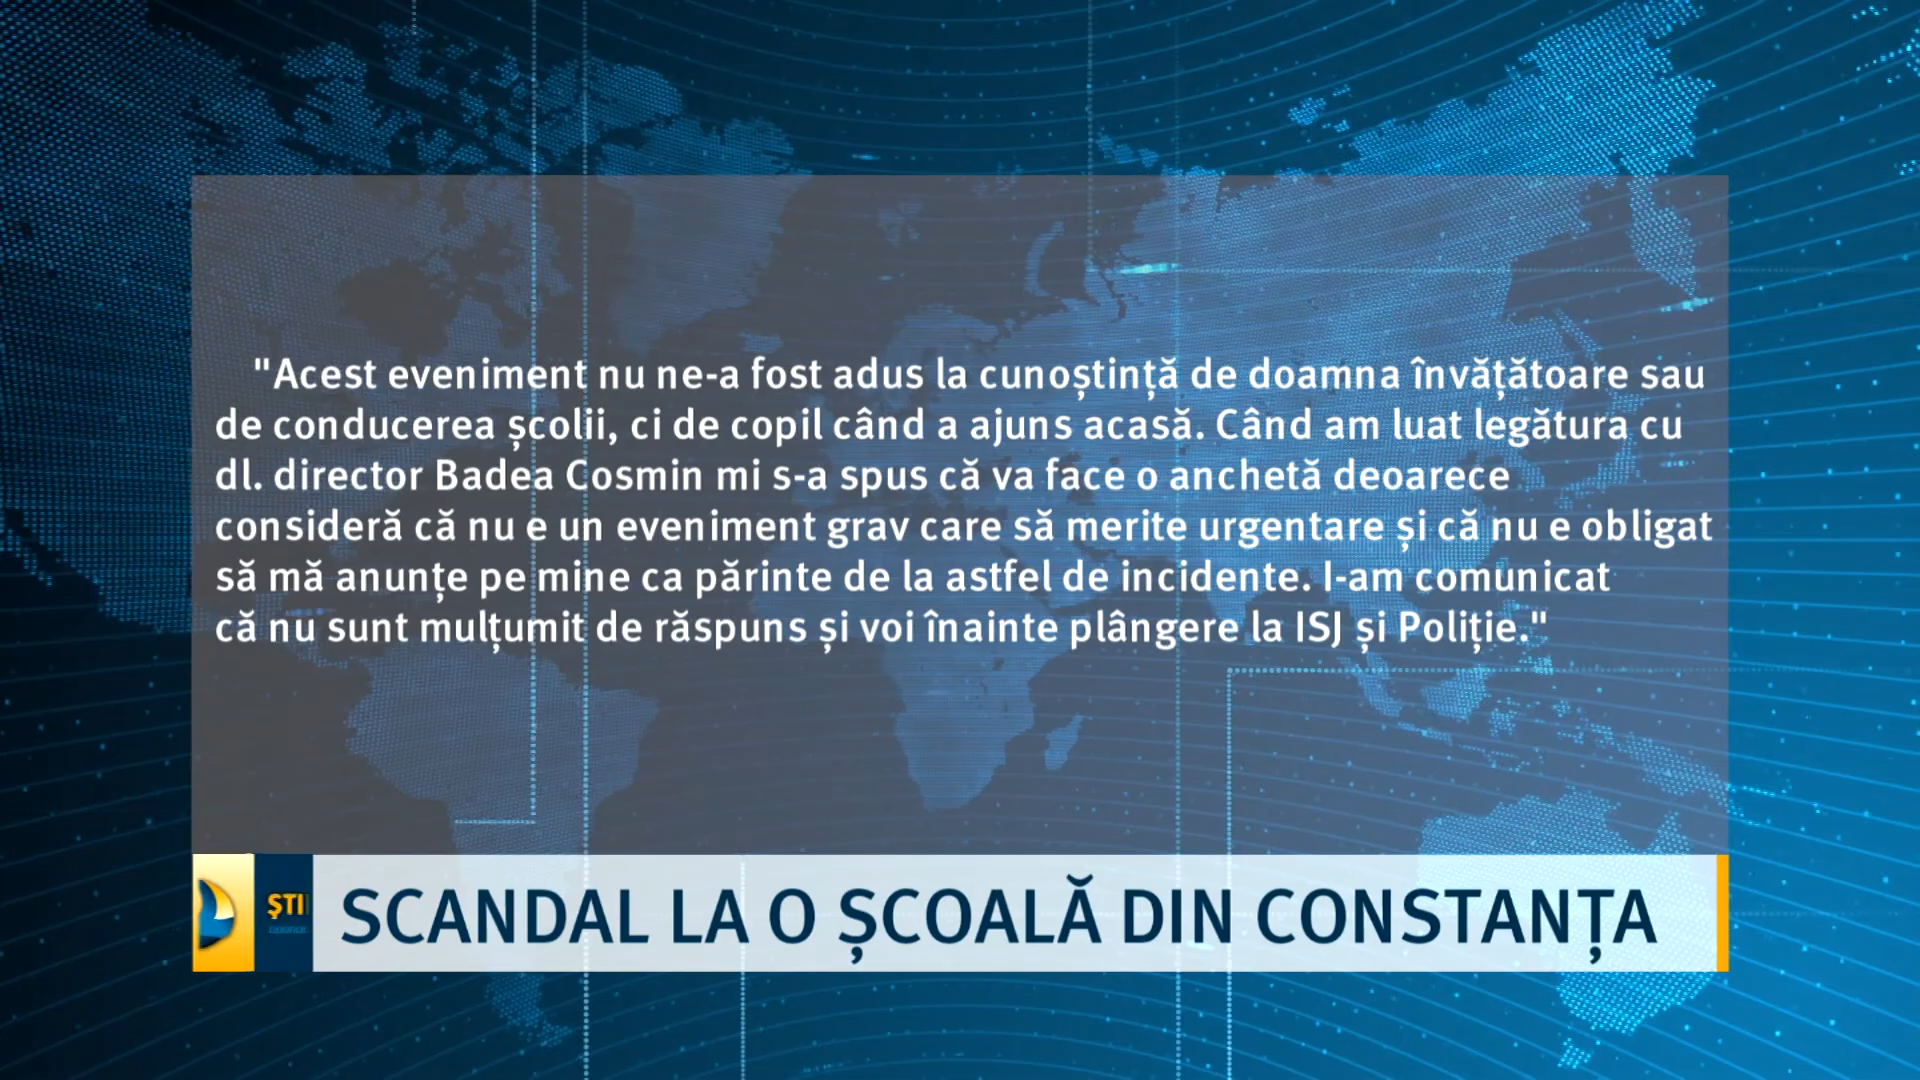 "Acest eveniment nu ne-a fost adus la cunoștință de doamna învățătoare sau
de conducerea școlii, ci de copil când a ajuns acasă. Când am luat legătura cu
dl. director Badea Cosmin mi s-a spus că va face o anchetă deoarece
consideră că nu e un eveniment grav care să merite urgentare și că nu e obligat
să mă anunțe pe mine ca părinte de la astfel de incidente. I-am comunicat
că nu sunt mulțumit de răspuns și voi înainte plângere la ISJ și Poliție."
ȘTI
SCANDAL LA O ȘCOALĂ DIN CONSTANȚA